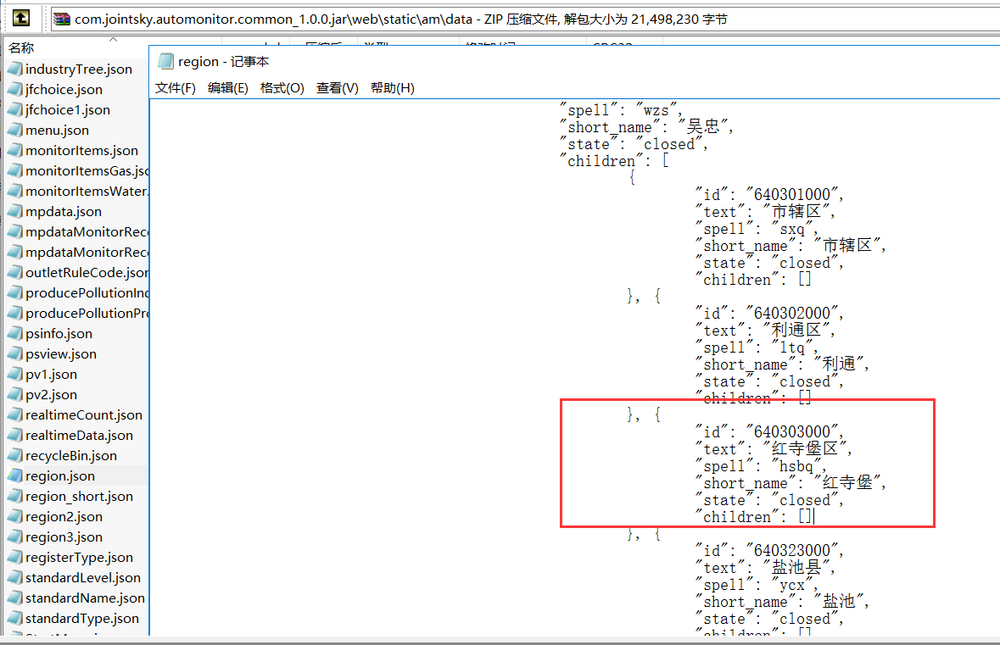 com.jointsky.automonitor.common_1.0.0.jar\web\static\am\data - ZIP 压缩文件, 解包大小为 21,498,230 字节
名称
industryTree.json
jfchoice.json
jfchoice1.json
menu.json
monitorItems.json
monitorItemsGas.jsc
monitorItemsWater.
mpdata.json
mpdataMonitorRec
mpdataMonitorRec
outletRuleCode.json
producePollutionInd
producePollutionPr
psinfo.json
psview.json
pv1.json
pv2.json
realtimeCount.json
realtimeData.json
recycleBin.json
region.json
region_short.json
region2.json
region3.json
registerType.json
standardLevel.json
standardName.json
standardType.json
region - 记事本
文件(F) 编辑(E) 格式(O) 查看(V) 帮助(H)
"spell": "wzs",
"short_name": "吴忠",
"state": "closed",
"children": [
{
"id": "640301000",
"text": "市辖区",
"spell": "sxq",
"short_name": "市辖区",
"state": "closed",
"children": []
}, {
"id": "640302000",
"text": "利通区",
"spell": "ltq",
"short_name": "利通",
"state": "closed",
"children": []
}, {
"id": "640303000",
"text": "红寺堡区",
"spell": "hsbq",
"short_name": "红寺堡",
"state": "closed",
"children": []
}, {
"id": "640323000",
"text": "盐池县",
"spell": "ycx",
"short_name": "盐池",
"state": "closed",
"children": []